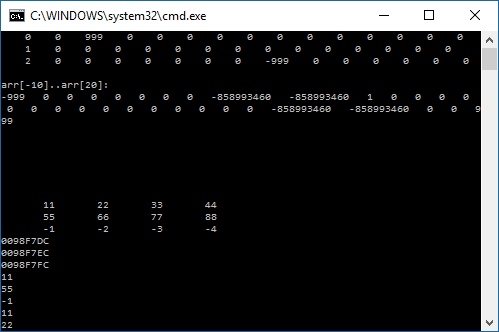 C:\WINDOWS\system32\cmd.exe
0 0 999 0 0 0 0 0 0 0 0 0 0 0
1 0 0 0 0 0 0 0 0 0 0 0 0 0 0
2 0 0 0 0 0 0 0 -999 0 0 0 0 0
arr[-10]..arr[20]:
-999 0 0 0 0 0 0 0 -858993460 -858993460 1 0 0 0 0
0 0 0 0 0 0 0 0 0 0 -858993460 -858993460 0 0 9
99
11 22 33 44
55 66 77 88
-1 -2 -3 -4
0098F7DC
0098F7EC
0098F7FC
11
55
-1
11
22